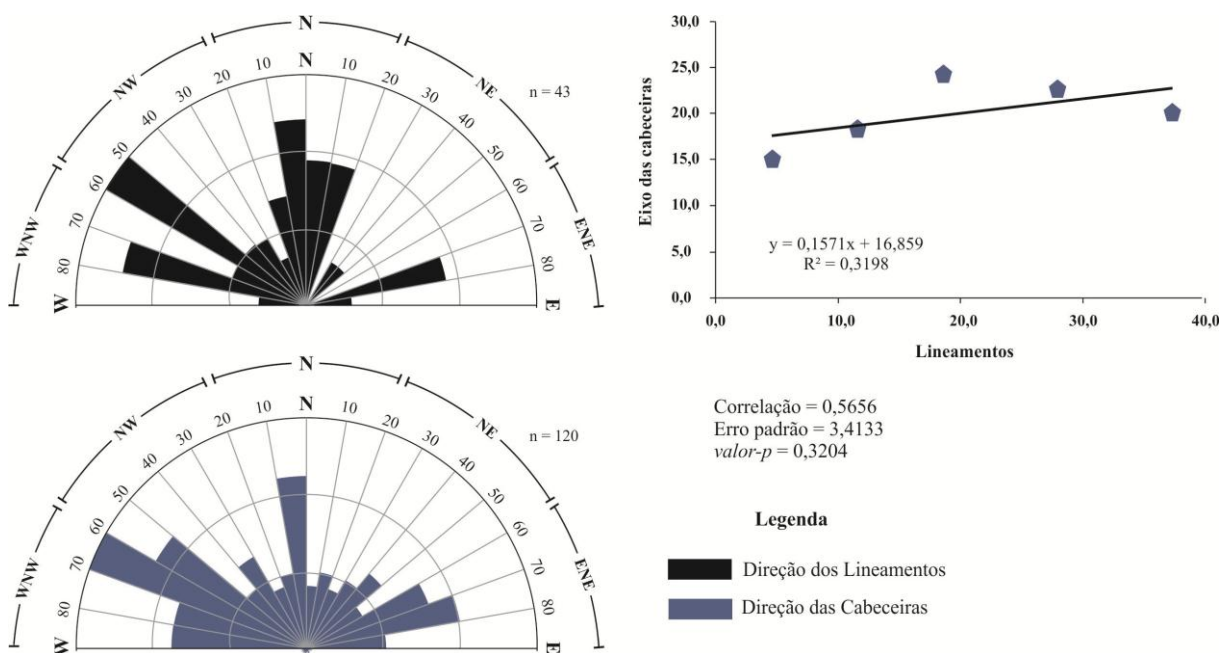 N
NW
NE
WNW
ENE
N
10
20
30
40
50
60
70
80
W
10
20
30
40
50
60
70
80
E
n = 43
30,0
25,0
20,0
15,0
10,0
5,0
0,0
Eixo das cabeceiras
y = 0,1571x + 16,859
R² = 0,3198
0,0 10,0 20,0 30,0 40,0
Lineamentos
N
NW
NE
WNW
ENE
N
10
20
30
40
50
60
70
80
W
10
20
30
40
50
60
70
80
E
n = 120
Correlação = 0,5656
Erro padrão = 3,4133
valor-p = 0,3204
Legenda
Direção dos Lineamentos
Direção das Cabeceiras